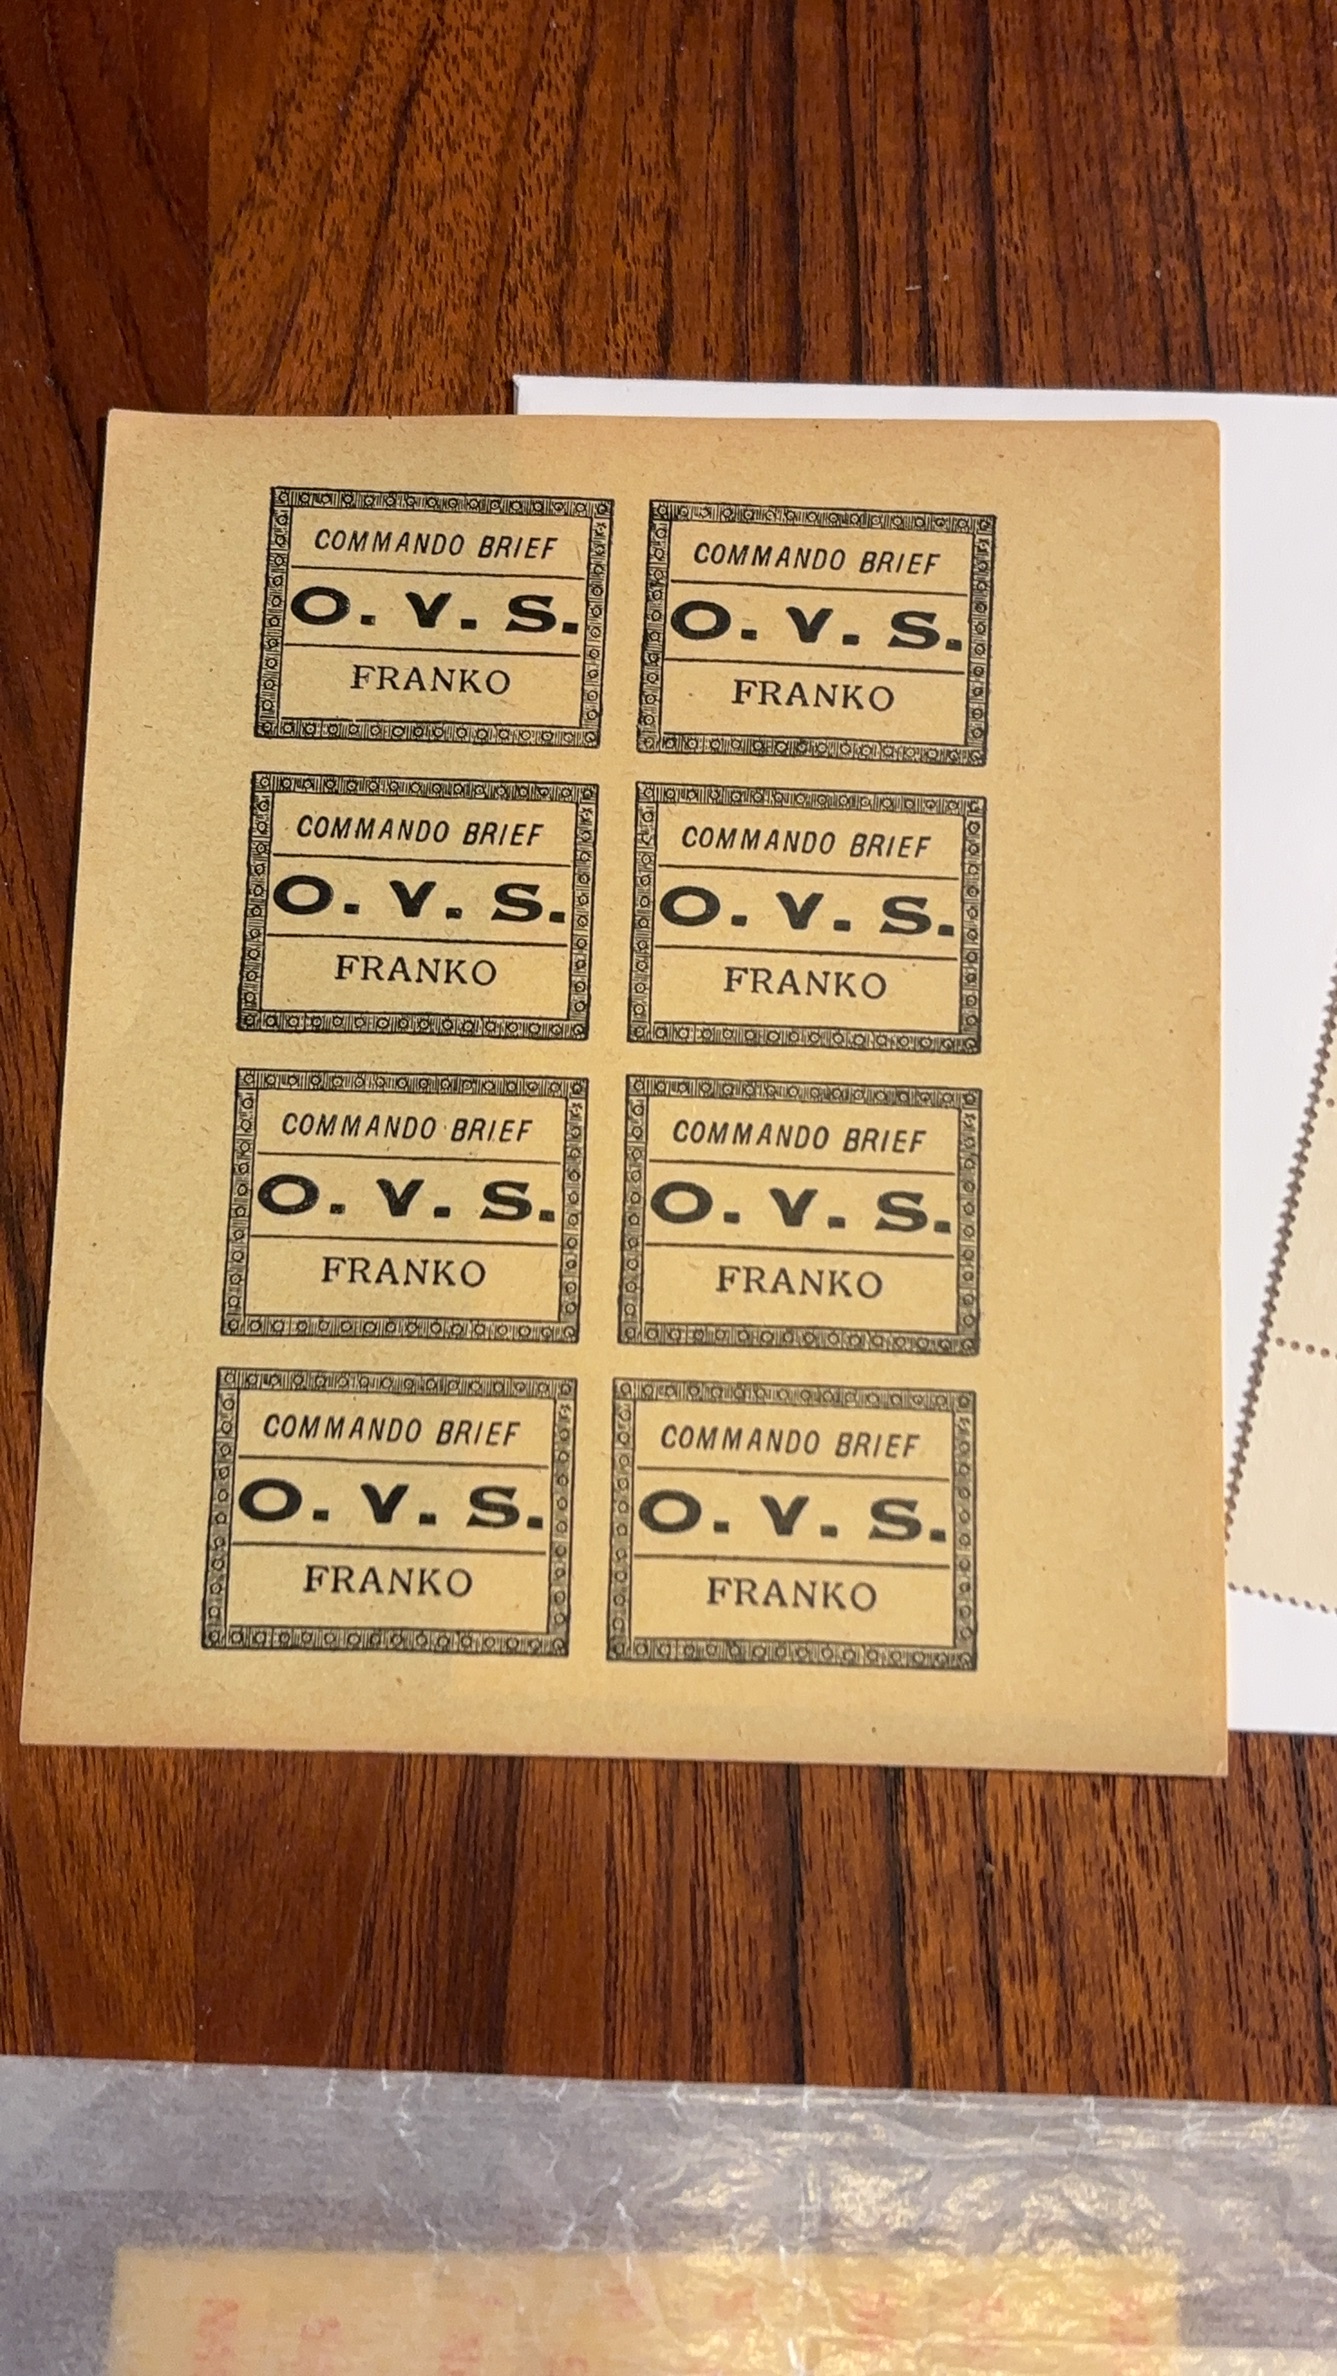 COMMANDO BRIEF
O. V. S.
FRANKO
COMMANDO BRIEF
O. V. S.
FRANKO
COMMANDO BRIEF
O. V. S.
FRANKO
COMMANDO BRIEF
O. V. S.
FRANKO
COMMANDO BRIEF
O. V. S.
FRANKO
COMMANDO BRIEF
O. V. S.
FRANKO
COMMANDO BRIEF
O. V. S.
FRANKO
COMMANDO BRIEF
O. V. S.
FRANKO